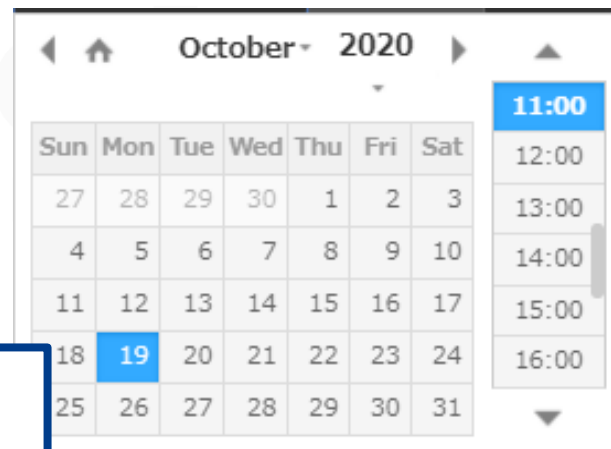 October 2020
Sun Mon Tue Wed Thu Fri Sat
27 28 29 30 1 2 3
4 5 6 7 8 9 10
11 12 13 14 15 16 17
18 19 20 21 22 23 24
25 26 27 28 29 30 31
11:00
12:00
13:00
14:00
15:00
16:00